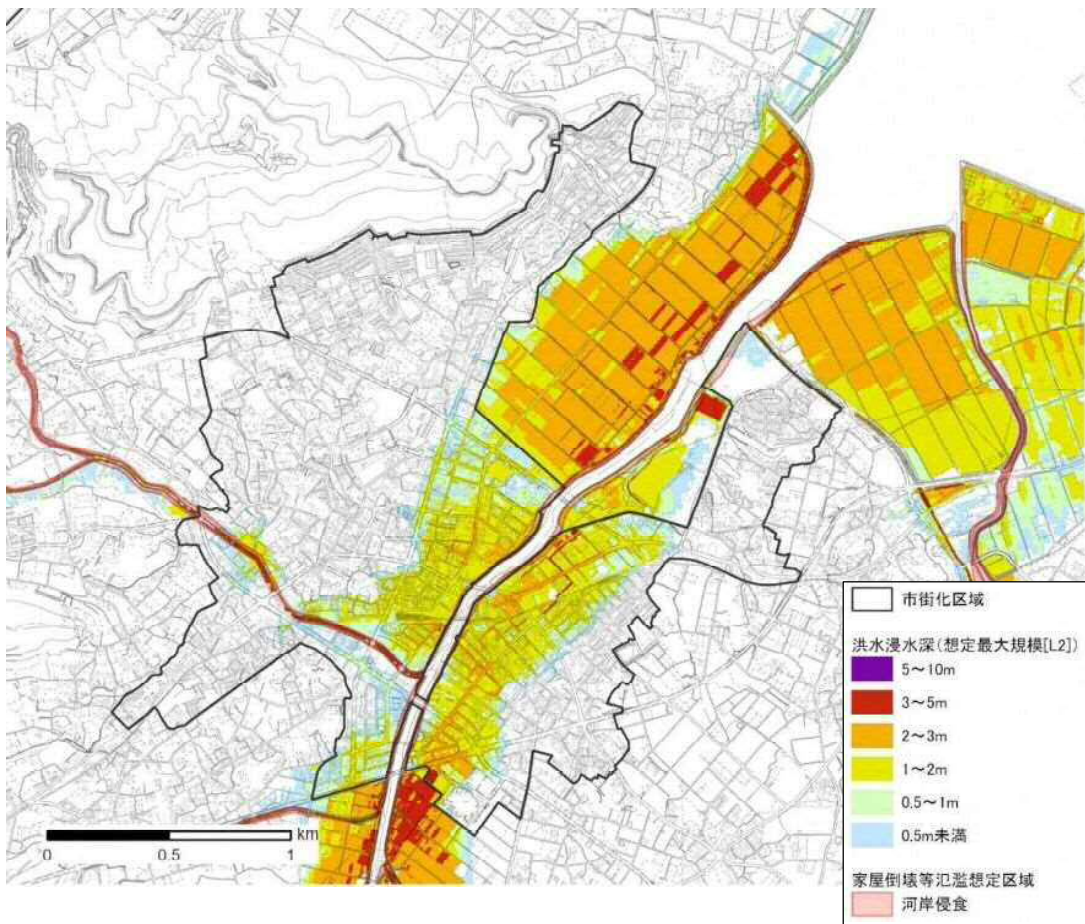 市街化区域
洪水浸水深(想定最大規模[L2])
5～10m
3～5m
2～3m
1～2m
0.5～1m
0.5m未満
家屋倒壊等氾濫想定区域
河岸侵食
km
0 0.5 1